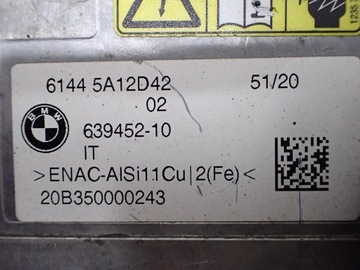 6144 5A12D42 51/20
02
BMW
639452-10
IT
>ENAC-AlSi11Cu|2(Fe)<
20B350000243